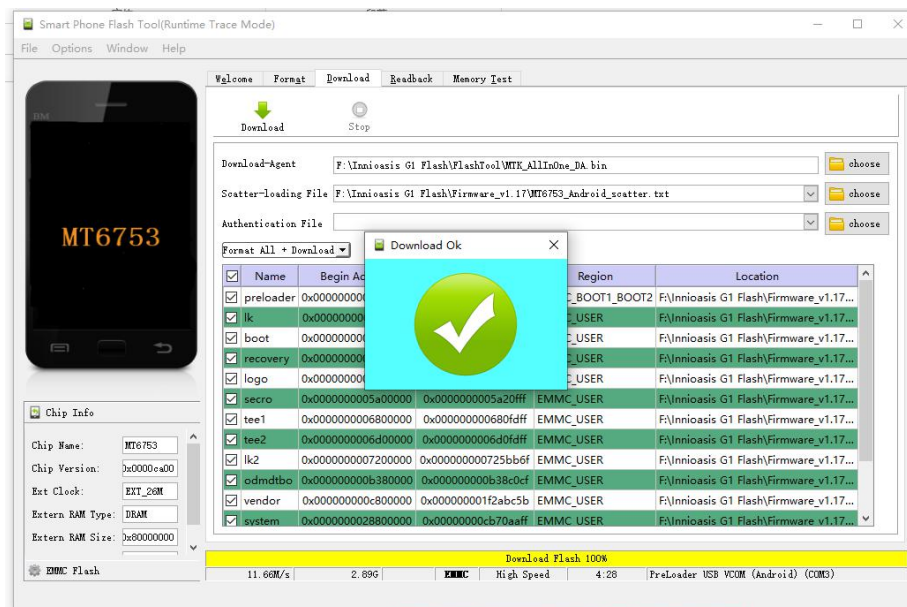 Smart Phone Flash Tool(Runtime Trace Mode)
File Options Window Help
BM
MT6753
Chip Info
Chip Name: MT6753
Chip Version: 0x0000ca00
Ext Clock: EXT_26M
Extern RAM Type: DRAM
Extern RAM Size: 0x80000000
EMMC Flash
Welcome Format Download Readback Memory Test
Download Stop
Download-Agent F:\Innioasis G1 Flash\FlashTool\MTK_AllInOne_DA.bin choose
Scatter-loading File F:\Innioasis G1 Flash\Firmware_v1.17\MT6753_Android_scatter.txt choose
Authentication File choose
Format All + Download
Download Ok
Name Begin Ad Region Location
preloader 0x00000000 C_BOOT1_BOOT2 F:\Innioasis G1 Flash\Firmware_v1.17...
lk 0x00000000 C_USER F:\Innioasis G1 Flash\Firmware_v1.17...
boot 0x00000000 C_USER F:\Innioasis G1 Flash\Firmware_v1.17...
recovery 0x00000000 C_USER F:\Innioasis G1 Flash\Firmware_v1.17...
logo 0x00000000 C_USER F:\Innioasis G1 Flash\Firmware_v1.17...
secro 0x0000000005a00000 0x0000000005a20fff EMMC_USER F:\Innioasis G1 Flash\Firmware_v1.17...
tee1 0x0000000006800000 0x000000000680fdff EMMC_USER F:\Innioasis G1 Flash\Firmware_v1.17...
tee2 0x0000000006d00000 0x0000000006d0fdff EMMC_USER F:\Innioasis G1 Flash\Firmware_v1.17...
lk2 0x0000000007200000 0x000000000725bb6f EMMC_USER F:\Innioasis G1 Flash\Firmware_v1.17...
odmdtbo 0x000000000b380000 0x000000000b38c0cf EMMC_USER F:\Innioasis G1 Flash\Firmware_v1.17...
vendor 0x000000000c800000 0x000000001f2abc5b EMMC_USER F:\Innioasis G1 Flash\Firmware_v1.17...
system 0x0000000028800000 0x00000000cb70aaff EMMC_USER F:\Innioasis G1 Flash\Firmware_v1.17...
Download Flash 100%
11.66M/s 2.89G EMMC High Speed 4:28 PreLoader USB VCOM (Android) (COM3)